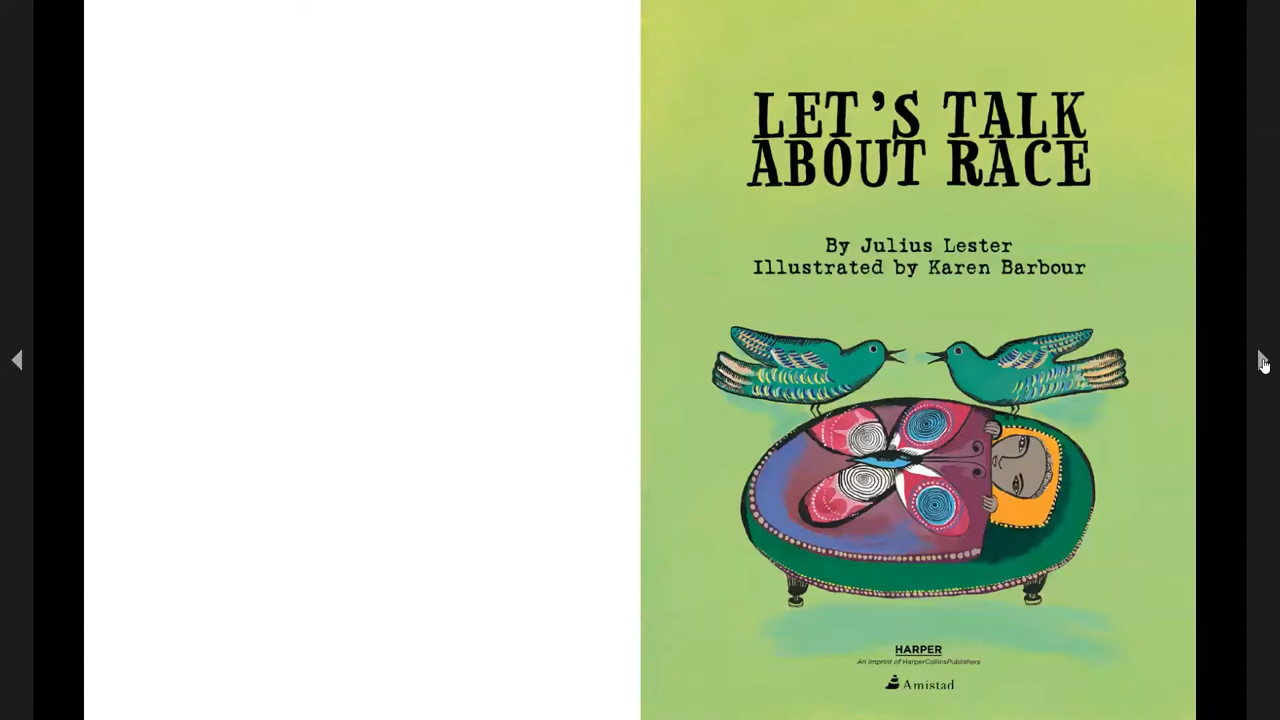 LET'S TALK
ABOUT RACE
By Julius Lester
Illustrated by Karen Barbour
HARPER
An Imprint of HarperCollinsPublishers
Amistad